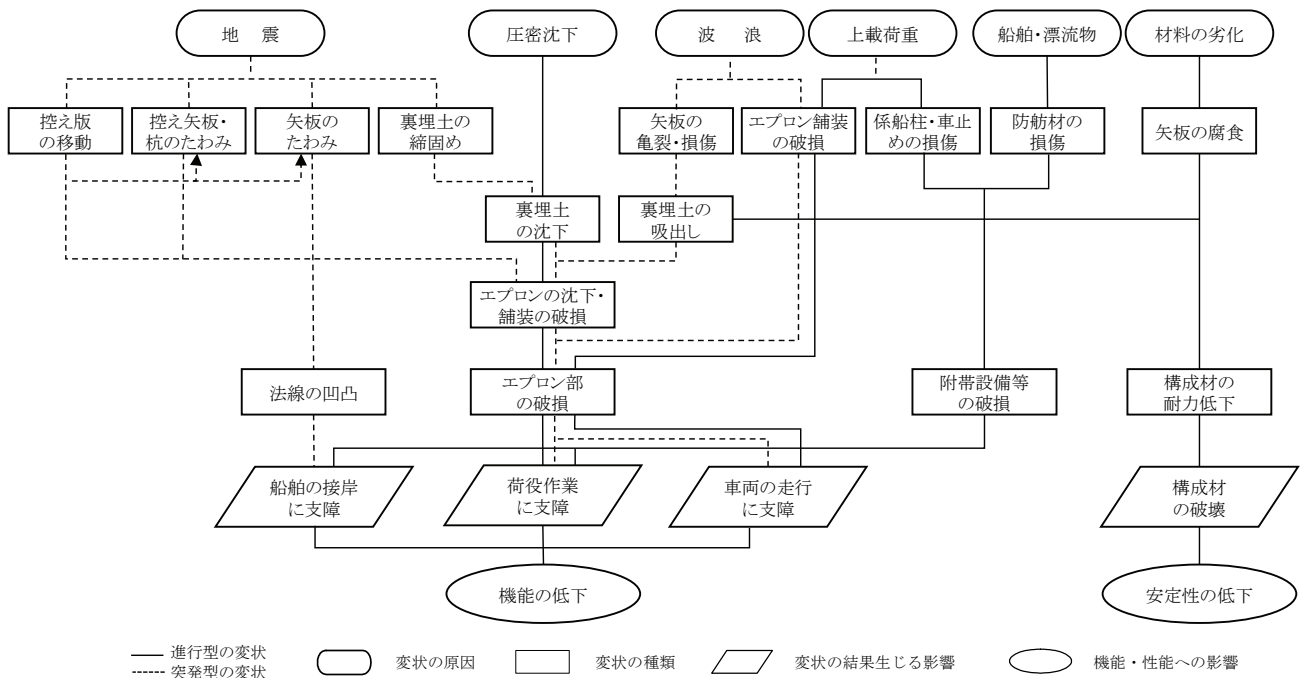 地　震
圧密沈下
波　浪
上載荷重
船舶・漂流物
材料の劣化
控え版
の移動
控え矢板・
杭のたわみ
矢板の
たわみ
裏埋土の
締固め
矢板の
亀裂・損傷
エプロン舗装
の破損
係船柱・車止
めの損傷
防舷材の
損傷
矢板の腐食
裏埋土
の沈下
裏埋土の
吸出し
エプロンの沈下・
舗装の破損
法線の凹凸
エプロン部
の破損
附帯設備等
の破損
構成材の
耐力低下
船舶の接岸
に支障
荷役作業
に支障
車両の走行
に支障
構成材
の破壊
機能の低下
安定性の低下
進行型の変状
突発型の変状
変状の原因
変状の種類
変状の結果生じる影響
機能・性能への影響